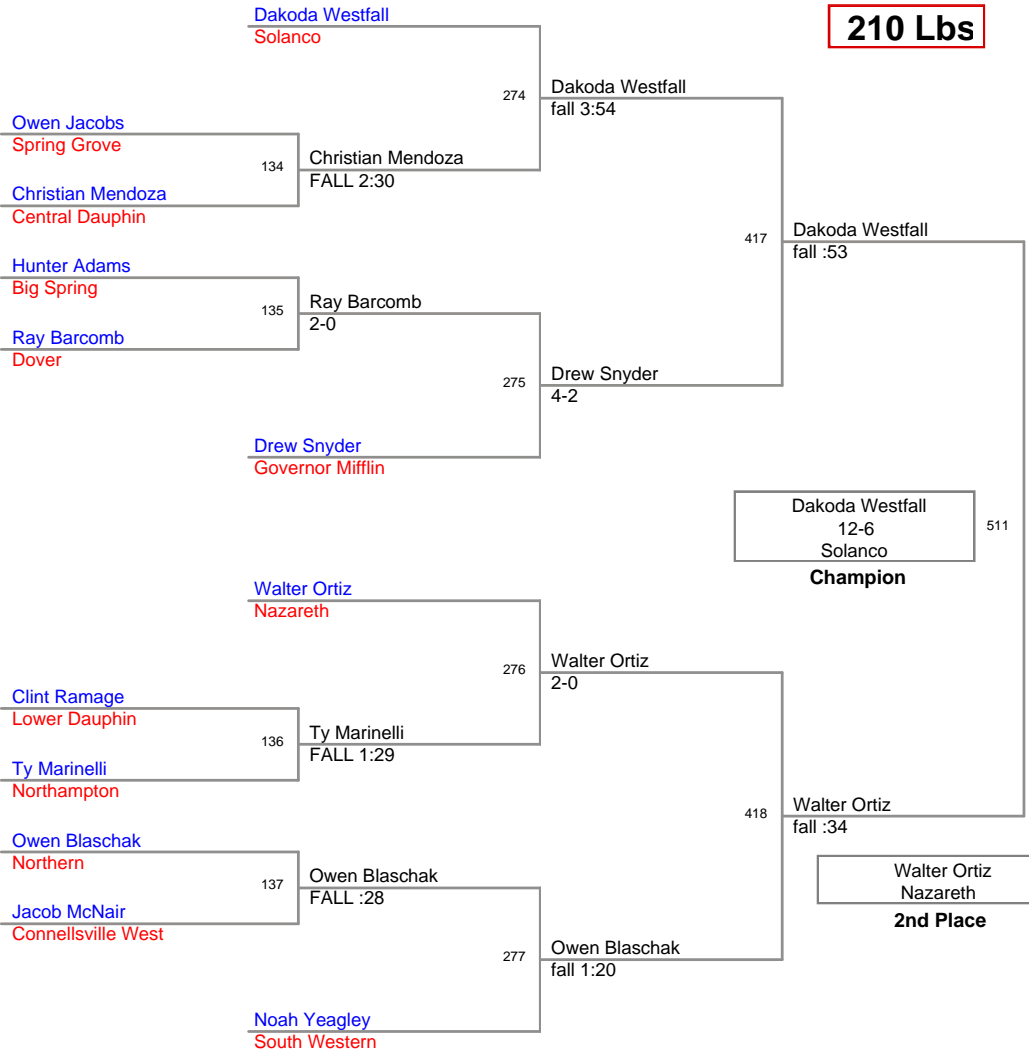 Dakoda Westfall
Solanco
210 Lbs
274
Dakoda Westfall
fall 3:54
Owen Jacobs
Spring Grove
134
Christian Mendoza
FALL 2:30
Christian Mendoza
Central Dauphin
417
Dakoda Westfall
fall :53
Hunter Adams
Big Spring
135
Ray Barcomb
2-0
Ray Barcomb
Dover
275
Drew Snyder
4-2
Drew Snyder
Governor Mifflin
Dakoda Westfall
12-6
Solanco
511
Champion
Walter Ortiz
Nazareth
276
Walter Ortiz
2-0
Clint Ramage
Lower Dauphin
136
Ty Marinelli
FALL 1:29
Ty Marinelli
Northampton
418
Walter Ortiz
fall :34
Owen Blaschak
Northern
137
Owen Blaschak
FALL :28
Walter Ortiz
Nazareth
2nd Place
Jacob McNair
Connellsville West
277
Owen Blaschak
fall 1:20
Noah Yeagley
South Western